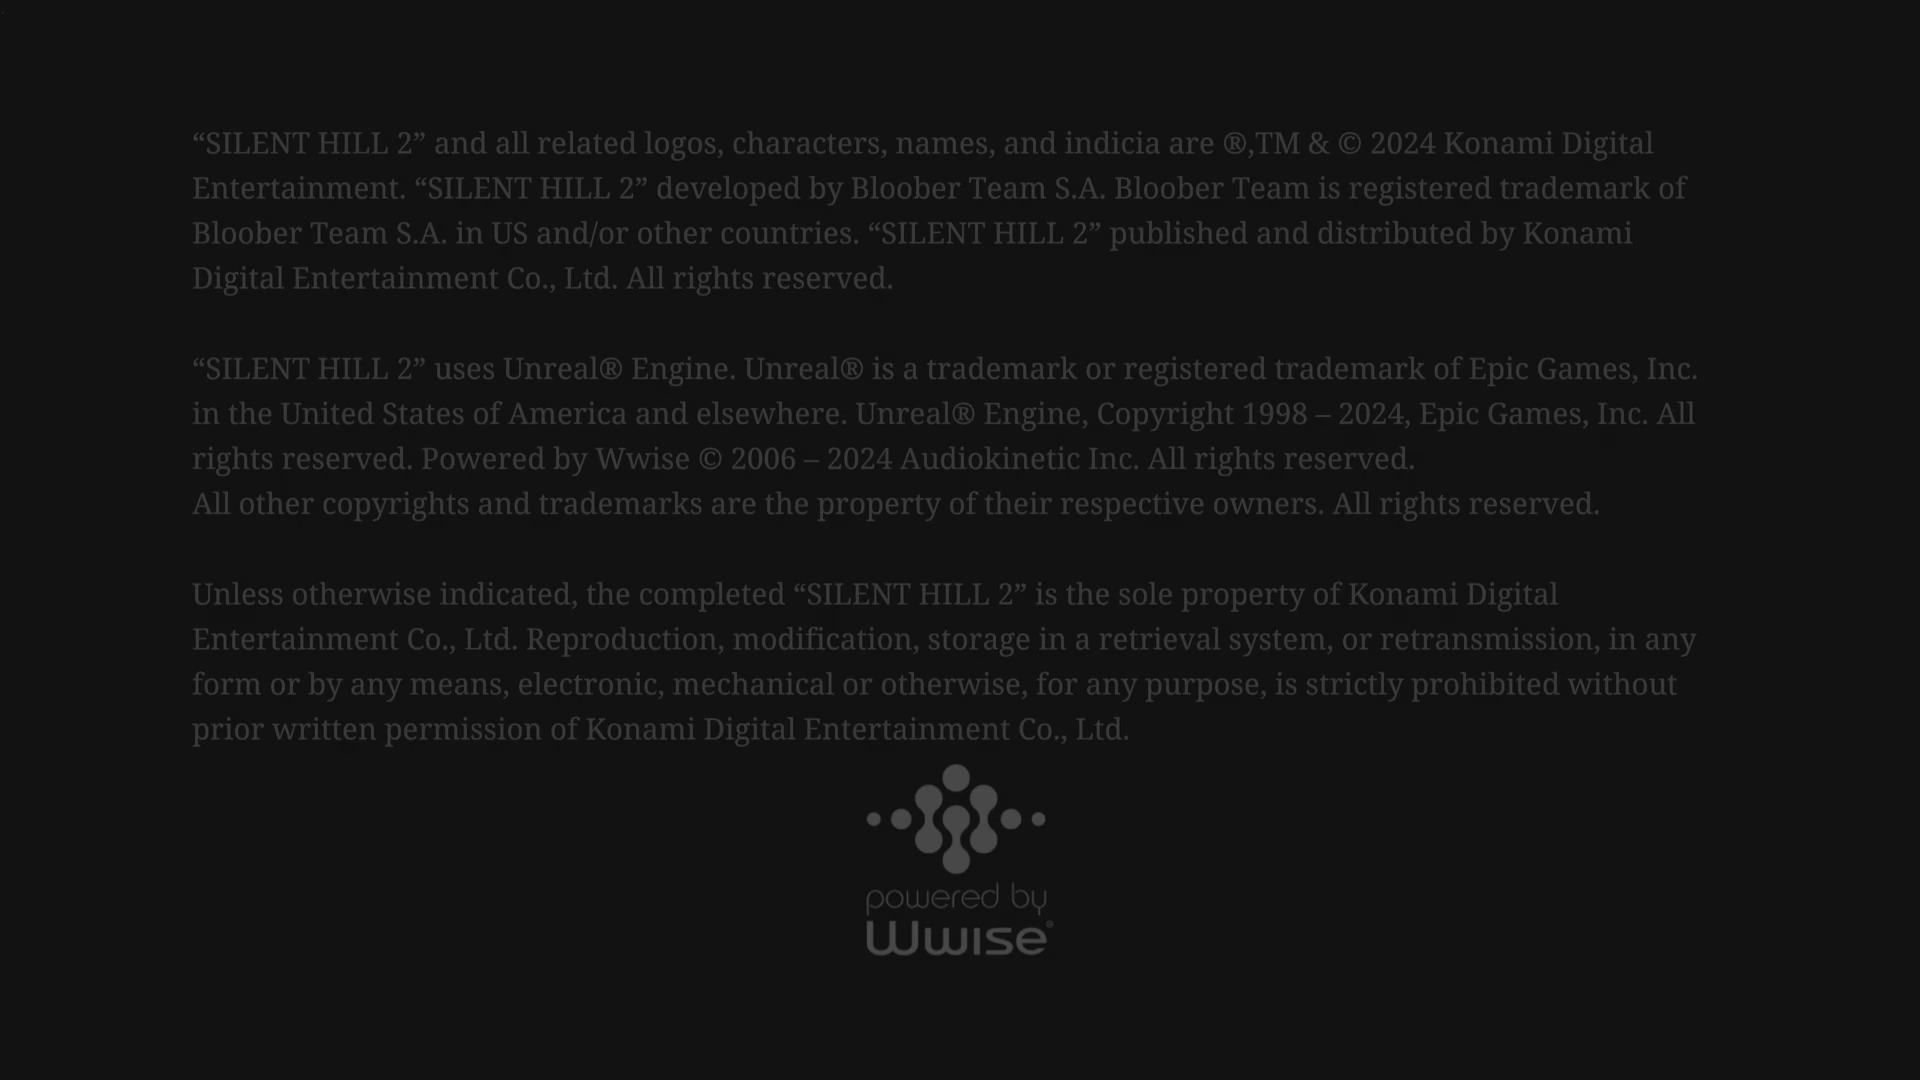 “SILENT HILL 2” and all related logos, characters, names, and indicia are ®,TM & © 2024 Konami Digital
Entertainment. “SILENT HILL 2” developed by Bloober Team S.A. Bloober Team is registered trademark of
Bloober Team S.A. in US and/or other countries. “SILENT HILL 2” published and distributed by Konami
Digital Entertainment Co., Ltd. All rights reserved.
“SILENT HILL 2” uses Unreal® Engine. Unreal® is a trademark or registered trademark of Epic Games, Inc.
in the United States of America and elsewhere. Unreal® Engine, Copyright 1998 – 2024, Epic Games, Inc. All
rights reserved. Powered by Wwise © 2006 – 2024 Audiokinetic Inc. All rights reserved.
All other copyrights and trademarks are the property of their respective owners. All rights reserved.
Unless otherwise indicated, the completed “SILENT HILL 2” is the sole property of Konami Digital
Entertainment Co., Ltd. Reproduction, modification, storage in a retrieval system, or retransmission, in any
form or by any means, electronic, mechanical or otherwise, for any purpose, is strictly prohibited without
prior written permission of Konami Digital Entertainment Co., Ltd.
powered by
Wwise®